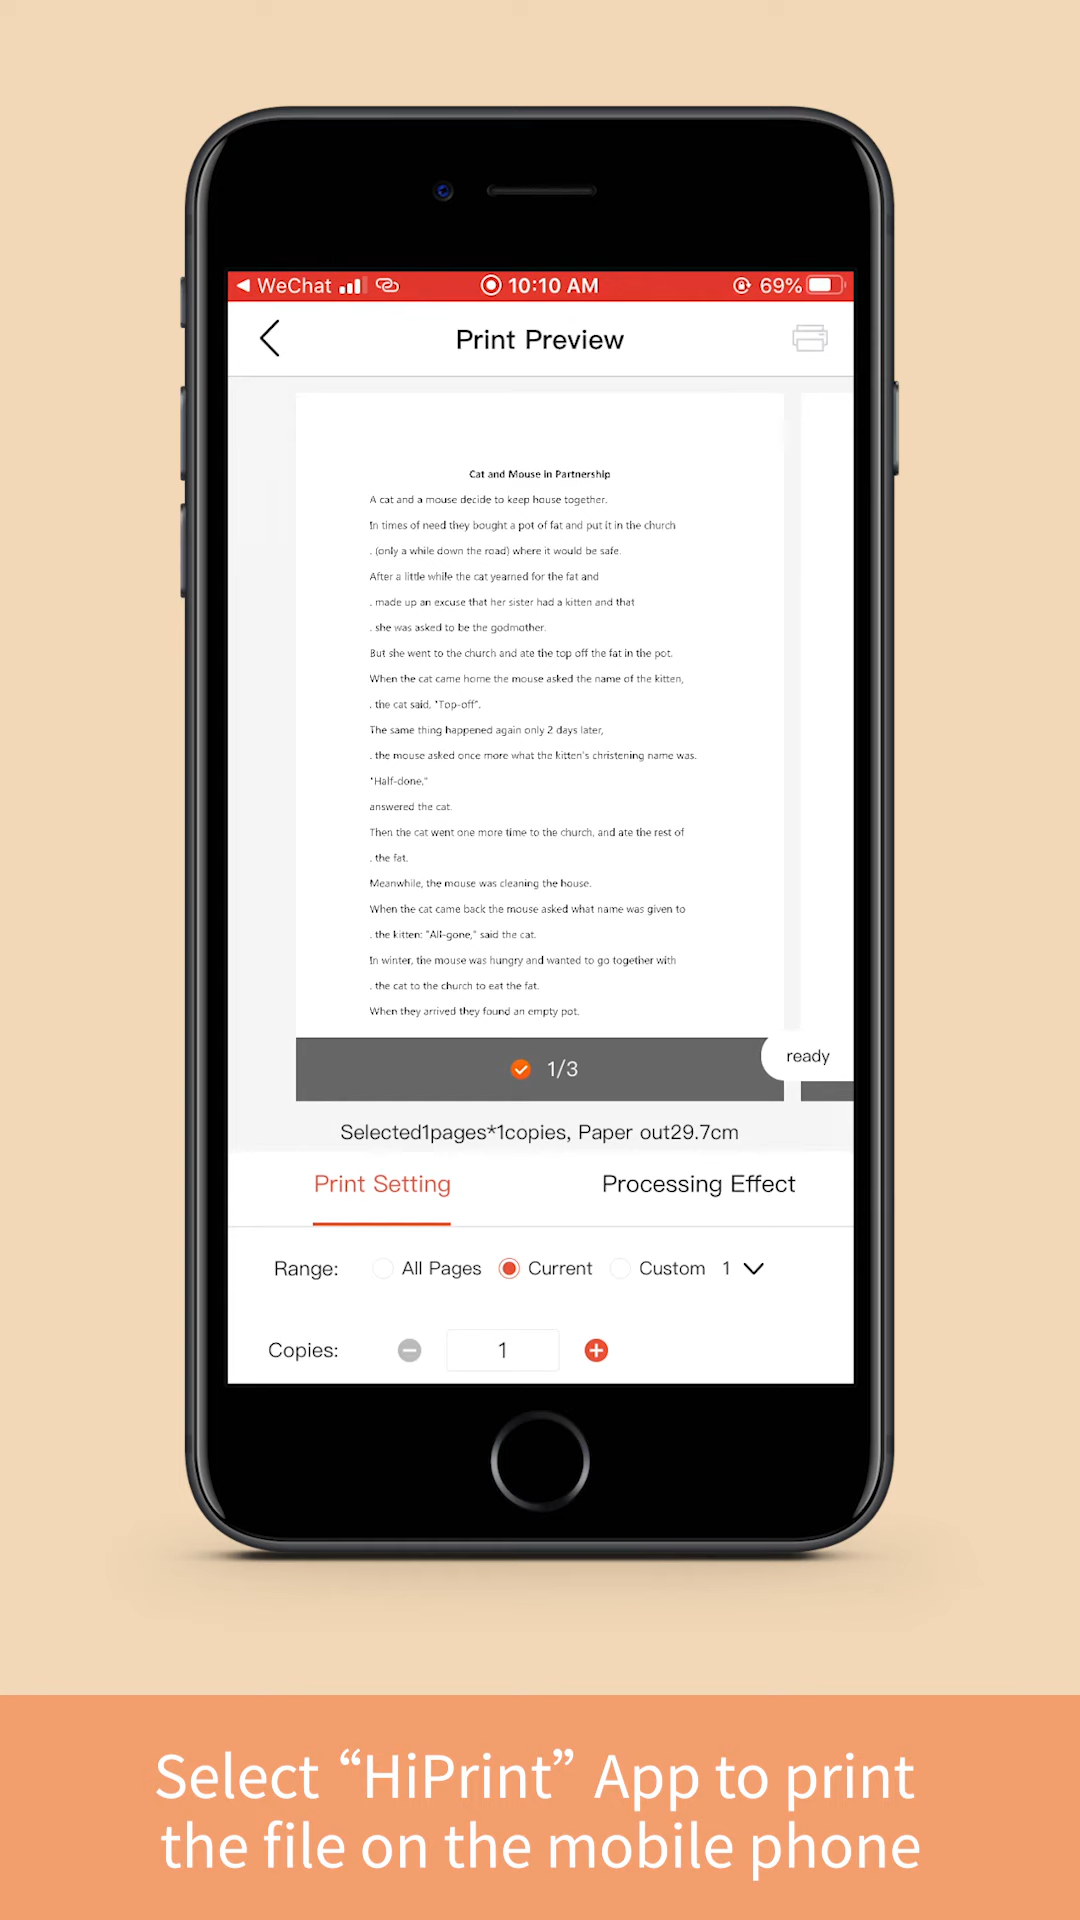 WeChat
10:10 AM
69%
Print Preview
Cat and Mouse in Partnership
A cat and a mouse decide to keep house together.
In times of need they bought a pot of fat and put it in the church
. (only a while down the road) where it would be safe.
After a little while the cat yearned for the fat and
. made up an excuse that her sister had a kitten and that
. she was asked to be the godmother.
But she went to the church and ate the top off the fat in the pot.
When the cat came home the mouse asked the name of the kitten,
. the cat said, "Top-off".
The same thing happened again only 2 days later,
. the mouse asked once more what the kitten's christening name was.
"Half-done,"
answered the cat.
Then the cat went one more time to the church, and ate the rest of
. the fat.
Meanwhile, the mouse was cleaning the house.
When the cat came back the mouse asked what name was given to
. the kitten: "All-gone," said the cat.
In winter, the mouse was hungry and wanted to go together with
. the cat to the church to eat the fat.
When they arrived they found an empty pot.
1/3
ready
Selected1pages*1copies, Paper out29.7cm
Print Setting
Processing Effect
Range: All Pages Current Custom 1
Copies: 1
Select “HiPrint” App to print
the file on the mobile phone